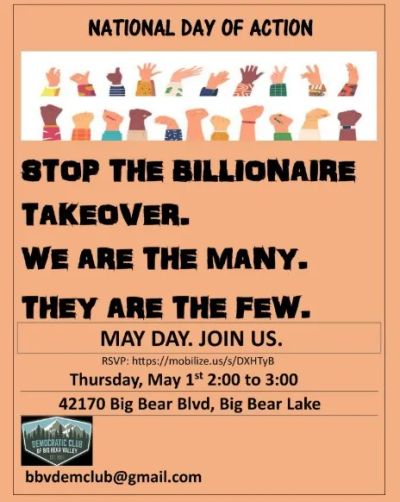 NATIONAL DAY OF ACTION
STOP THE BILLIONAIRE
TAKEOVER.
WE ARE THE MANY.
THEY ARE THE FEW.
MAY DAY. JOIN US.
RSVP: https://mobilize.us/s/DXHTyB
Thursday, May 1st 2:00 to 3:00
42170 Big Bear Blvd, Big Bear Lake
DEMOCRATIC CLUB
OF BIG BEAR VALLEY
bbvdemclub@gmail.com